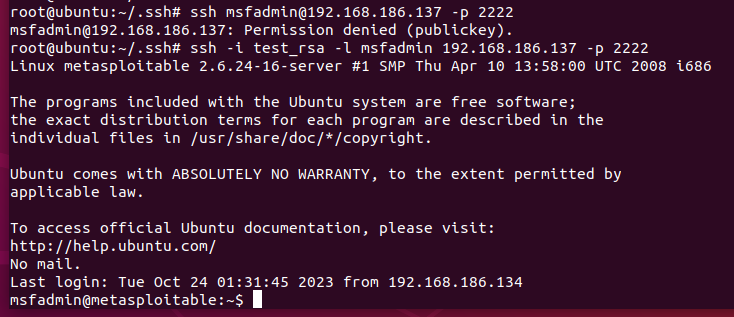 root@ubuntu:~/.ssh# ssh msfadmin@192.168.186.137 -p 2222
msfadmin@192.168.186.137: Permission denied (publickey).
root@ubuntu:~/.ssh# ssh -i test_rsa -l msfadmin 192.168.186.137 -p 2222
Linux metasploitable 2.6.24-16-server #1 SMP Thu Apr 10 13:58:00 UTC 2008 i686

The programs included with the Ubuntu system are free software;
the exact distribution terms for each program are described in the
individual files in /usr/share/doc/*/copyright.

Ubuntu comes with ABSOLUTELY NO WARRANTY, to the extent permitted by
applicable law.

To access official Ubuntu documentation, please visit:
http://help.ubuntu.com/
No mail.
Last login: Tue Oct 24 01:31:45 2023 from 192.168.186.134
msfadmin@metasploitable:~$